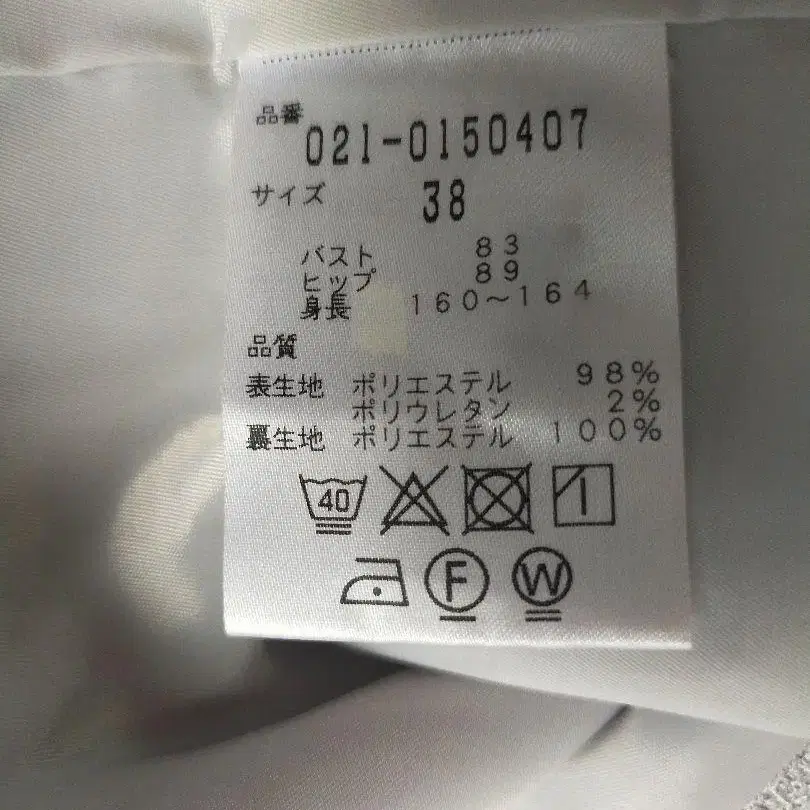 品番
021-0150407
サイズ 38
バスト 83
ヒップ 89
身長 160～164
品質
表生地 ポリエステル 98%
ポリウレタン 2%
裏生地 ポリエステル 100%
40
F W